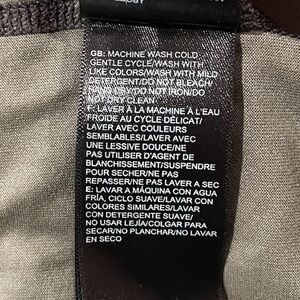 GB: MACHINE WASH COLD
GENTLE CYCLE/WASH WITH
LIKE COLORS/WASH WITH MILD
DETERGENT/DO NOT BLEACH/
HANG DRY/DO NOT IRON/DO
NOT DRY CLEAN
F: LAVER À LA MACHINE À L'EAU
FROIDE AU CYCLE DÉLICAT/
LAVER AVEC COULEURS
SEMBLABLES/LAVER AVEC
UNE LESSIVE DOUCE/NE
PAS UTILISER D'AGENT DE
BLANCHISSEMENT/SUSPENDRE
POUR SECHER/NE PAS
REPASSER/NE PAS LAVER A SEC
E: LAVAR A MÁQUINA CON AGUA
FRÍA, CICLO SUAVE/LAVAR CON
COLORES SIMILARES/LAVAR
CON DETERGENTE SUAVE/
NO USAR LEJÍA/COLGAR PARA
SECAR/NO PLANCHAR/NO LAVAR
EN SECO